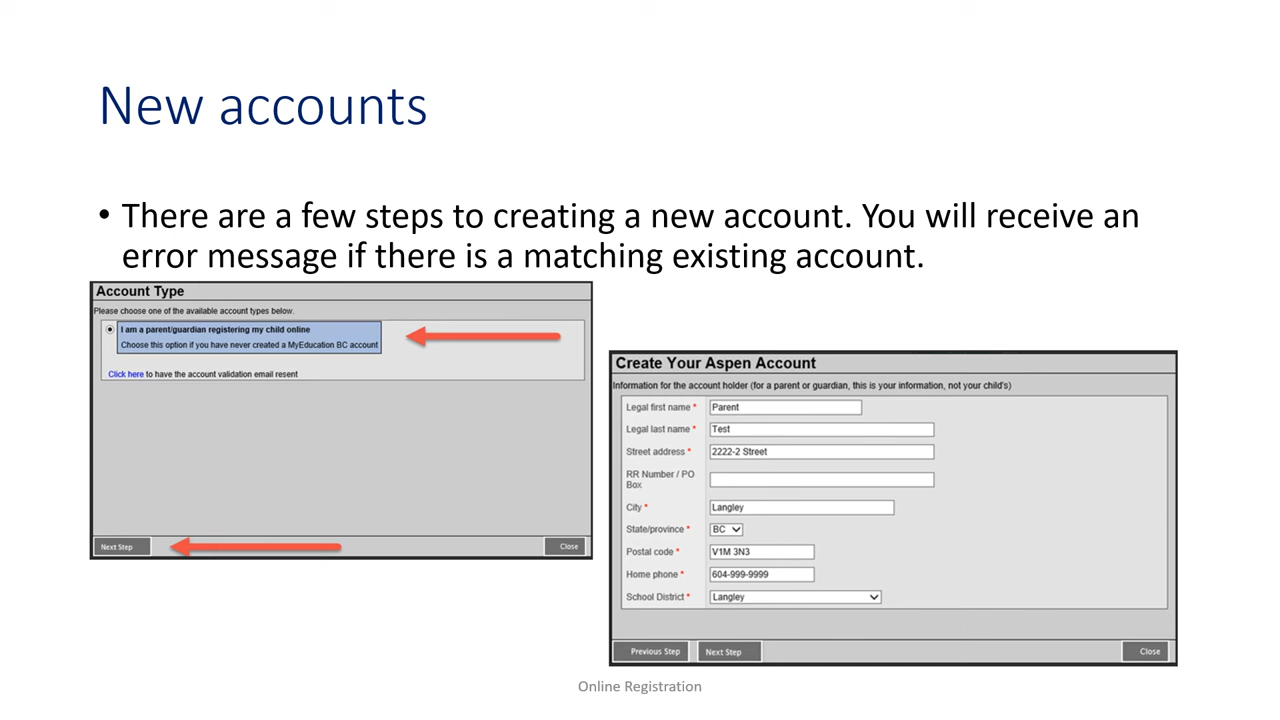 New accounts
• There are a few steps to creating a new account. You will receive an
error message if there is a matching existing account.
Account Type
Please choose one of the available account types below.
I am a parent/guardian registering my child online
Choose this option if you have never created a MyEducation BC account
Click here to have the account validation email resent
Next Step
Close
Create Your Aspen Account
Information for the account holder (for a parent or guardian, this is your information, not your child's)
Legal first name * Parent
Legal last name * Test
Street address * 2222-2 Street
RR Number / PO
Box
City * Langley
State/province * BC
Postal code * V1M 3N3
Home phone * 604-999-9999
School District * Langley
Previous Step
Next Step
Close
Online Registration